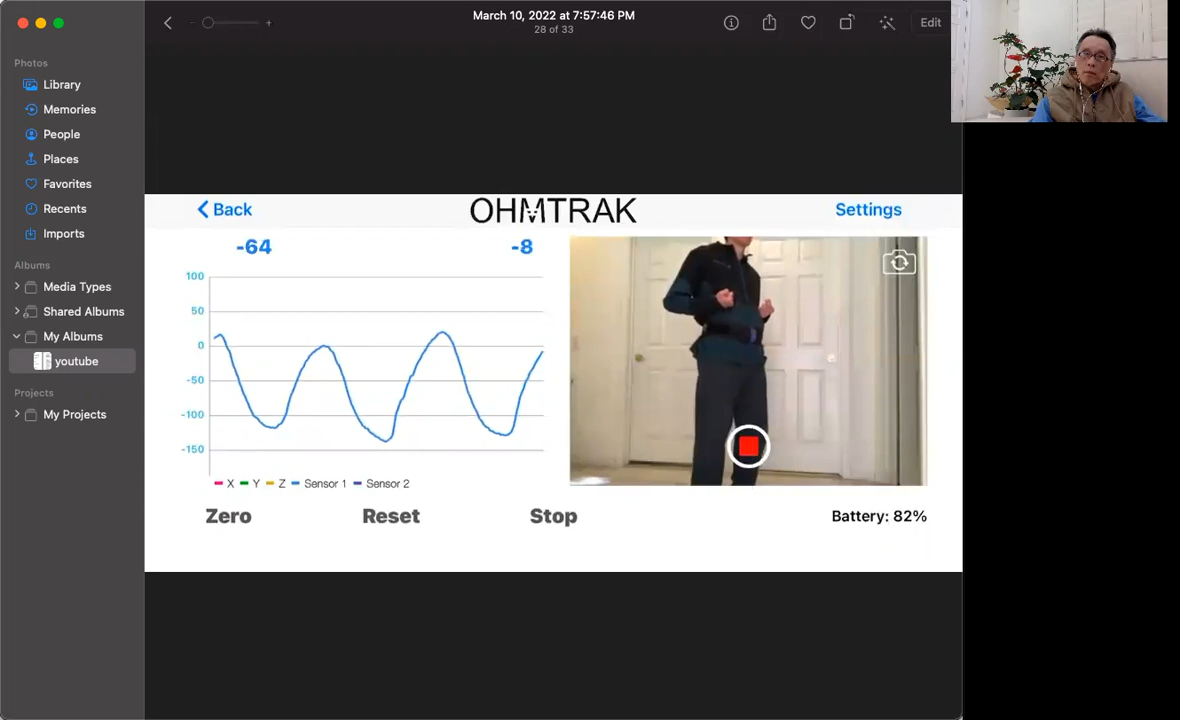 March 10, 2022 at 7:57:46 PM
28 of 33
Edit
Photos
Library
Memories
People
Places
Favorites
Recents
Imports
Albums
Media Types
Shared Albums
My Albums
youtube
Projects
My Projects
Back
OHMTRAK
Settings
-64
-8
100
50
0
-50
-100
-150
X Y Z Sensor 1 Sensor 2
Zero Reset Stop
Battery: 82%